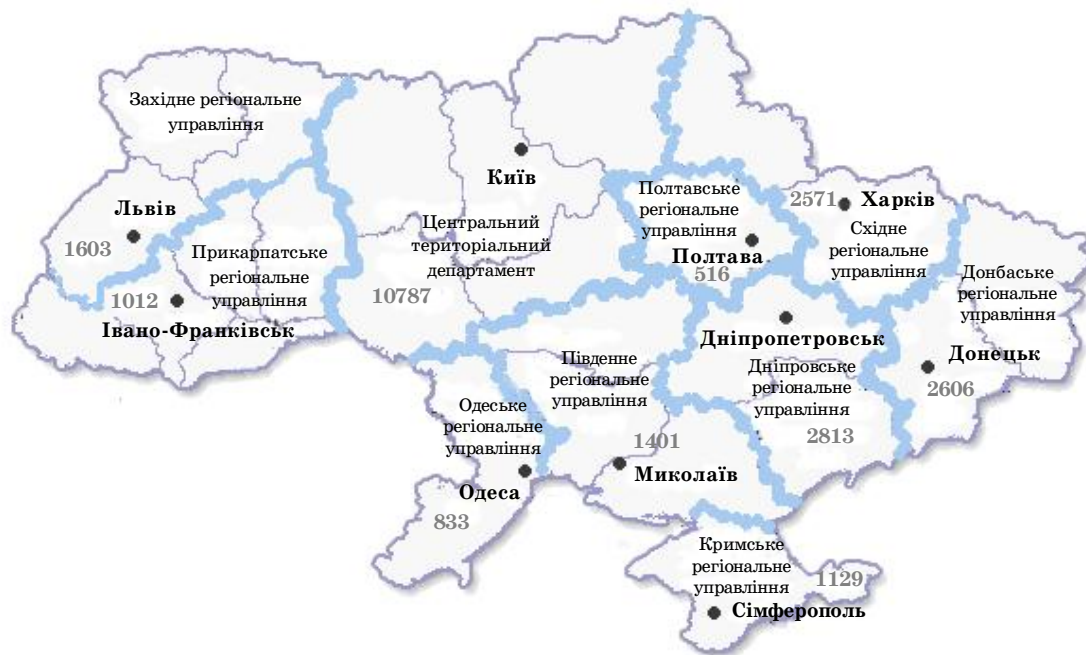 Західне регіональне
управління
Львів
1603
Прикарпатське
регіональне
управління
1012
Івано-Франківськ
Київ
Центральний
територіальний
департамент
10787
Полтавське
регіональне
управління
Полтава
516
2571
Харків
Східне
регіональне
управління
Донбаське
регіональне
управління
Донецьк
2606
Дніпропетровськ
Дніпровське
регіональне
управління
2813
Південне
регіональне
управління
1401
Миколаїв
Одеське
регіональне
управління
Одеса
833
Кримське
регіональне
управління
1129
Сімферополь